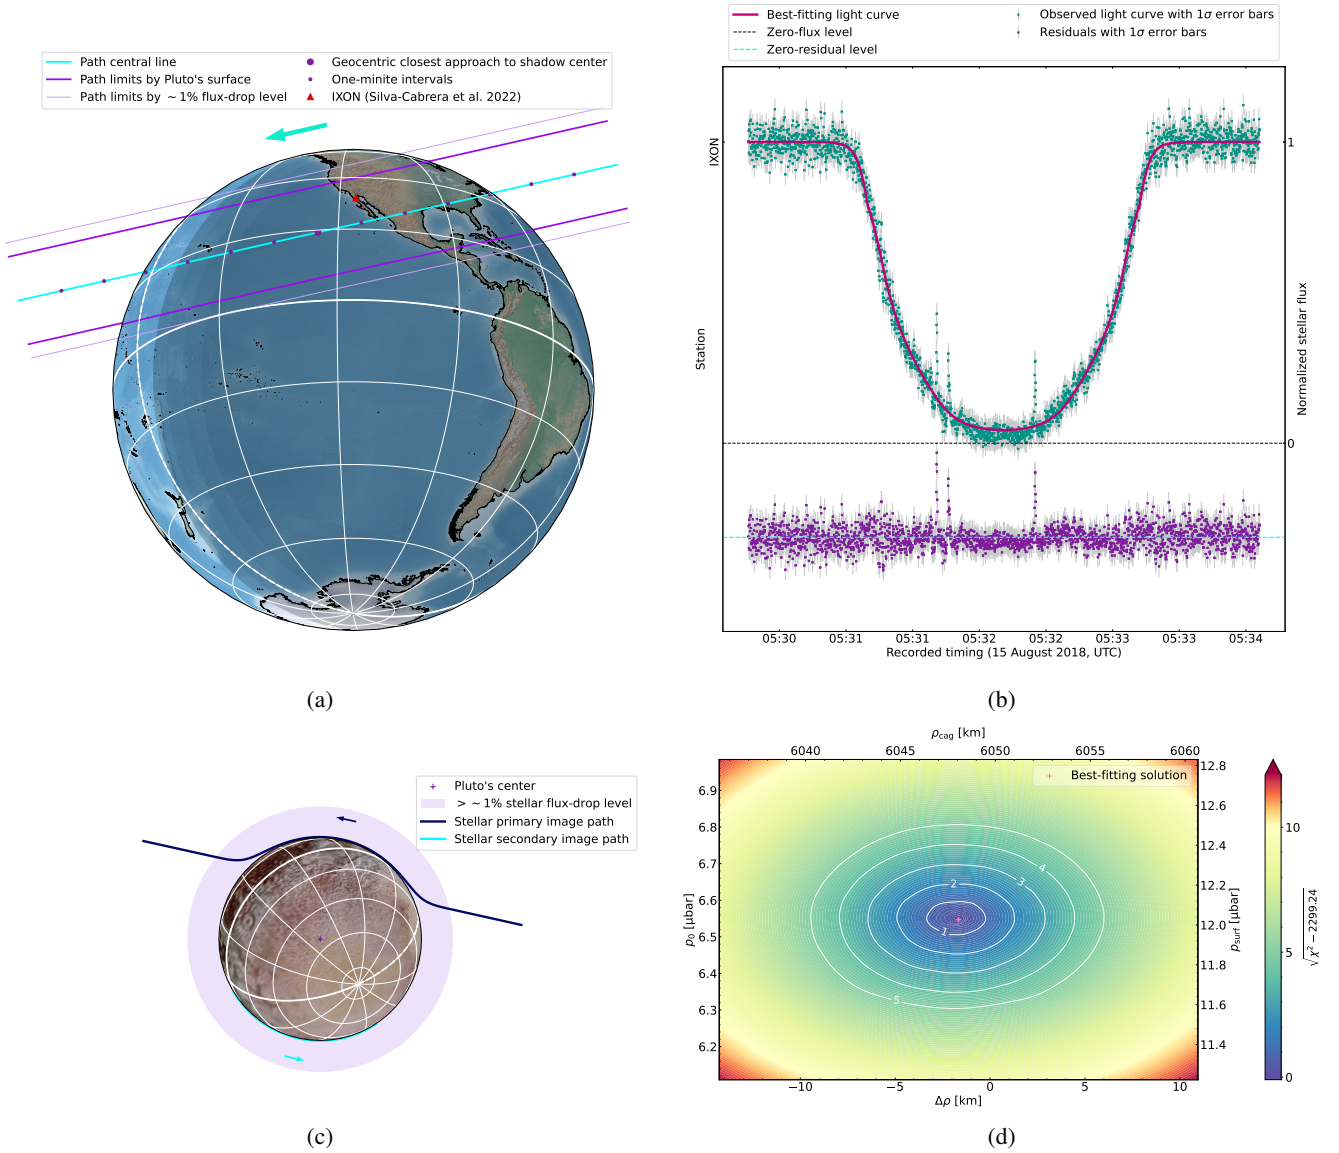 Path central line
Path limits by Pluto's surface
Path limits by ~ 1% flux-drop level
Geocentric closest approach to shadow center
One-minite intervals
IXON (Silva-Cabrera et al. 2022)
(a)
Best-fitting light curve
Zero-flux level
Zero-residual level
Observed light curve with 1σ error bars
Residuals with 1σ error bars
IXON
Station
1
0
Normalized stellar flux
05:30 05:31 05:31 05:32 05:32 05:33 05:33 05:34
Recorded timing (15 August 2018, UTC)
(b)
Pluto's center
> ~ 1% stellar flux-drop level
Stellar primary image path
Stellar secondary image path
(c)
ρcag [km]
6040 6045 6050 6055 6060
Best-fitting solution
6.9
6.8
6.7
6.6
6.5
6.4
6.3
6.2
p0 [μbar]
1
2
3
4
5
12.8
12.6
12.4
12.2
12.0
11.8
11.6
11.4
psurf [μbar]
−10 −5 0 5 10
Δρ [km]
10
5
0
√χ² − 2299.24
(d)